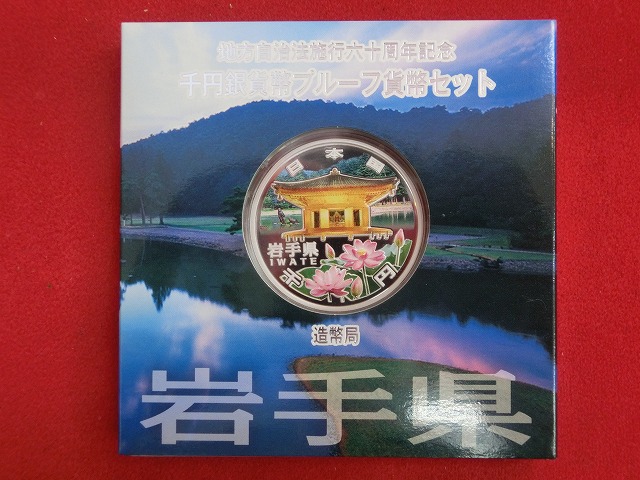 地方自治法施行六十周年記念
千円銀貨幣プルーフ貨幣セット
日本国
岩手県
IWATE
千円
造幣局
岩手県